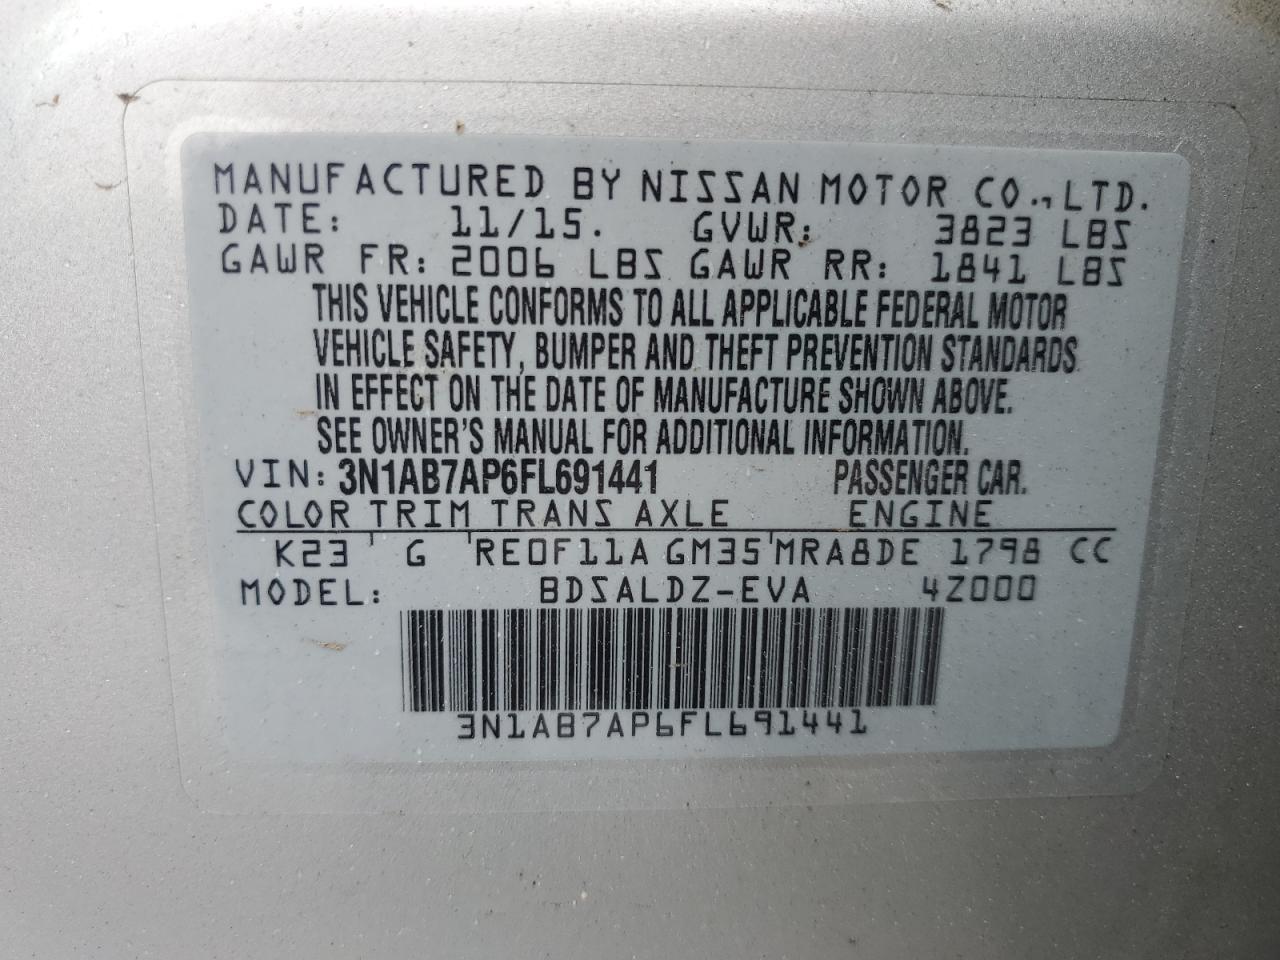 MANUFACTURED BY NISSAN MOTOR CO., LTD.
DATE: 11/15. GVWR: 3823 LBS
GAWR FR: 2006 LBS GAWR RR: 1841 LBS
THIS VEHICLE CONFORMS TO ALL APPLICABLE FEDERAL MOTOR
VEHICLE SAFETY, BUMPER AND THEFT PREVENTION STANDARDS
IN EFFECT ON THE DATE OF MANUFACTURE SHOWN ABOVE.
SEE OWNER'S MANUAL FOR ADDITIONAL INFORMATION.
VIN: 3N1AB7AP6FL691441 PASSENGER CAR.
COLOR TRIM TRANS AXLE ENGINE
K23 ' G 'RE0F11A GM35'MRA8DE 1798 CC
MODEL: BDSALDZ-EVA 4Z000
3N1AB7AP6FL691441